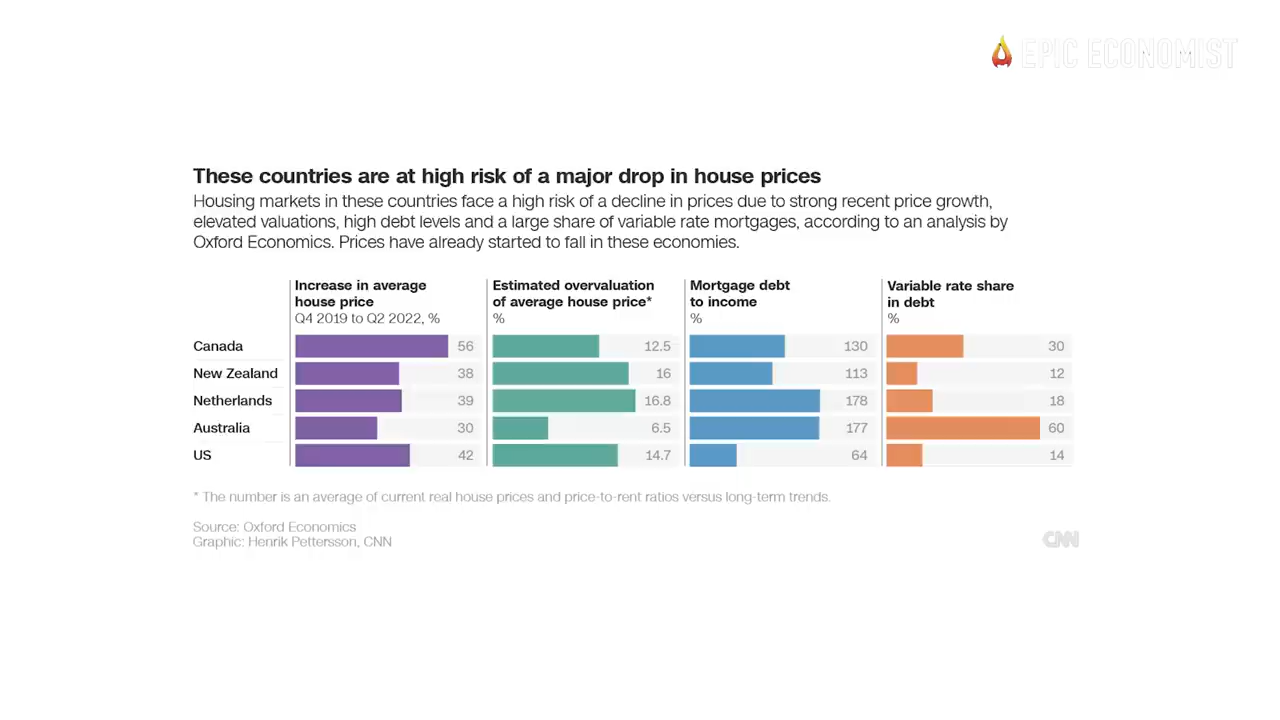 EPIC ECONOMIST
These countries are at high risk of a major drop in house prices
Housing markets in these countries face a high risk of a decline in prices due to strong recent price growth,
elevated valuations, high debt levels and a large share of variable rate mortgages, according to an analysis by
Oxford Economics. Prices have already started to fall in these economies.
Increase in average
house price
Q4 2019 to Q2 2022, %
Estimated overvaluation
of average house price*
%
Mortgage debt
to income
%
Variable rate share
in debt
%
Canada 56 12.5 130 30
New Zealand 38 16 113 12
Netherlands 39 16.8 178 18
Australia 30 6.5 177 60
US 42 14.7 64 14
* The number is an average of current real house prices and price-to-rent ratios versus long-term trends.
Source: Oxford Economics
Graphic: Henrik Pettersson, CNN
CNN